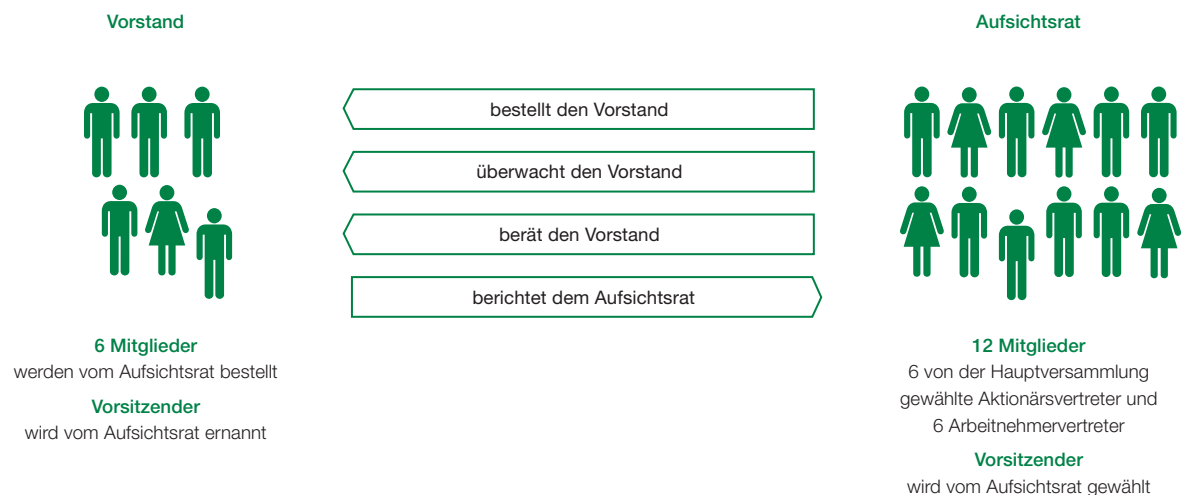 Vorstand
Aufsichtsrat
bestellt den Vorstand
überwacht den Vorstand
berät den Vorstand
berichtet dem Aufsichtsrat
6 Mitglieder
werden vom Aufsichtsrat bestellt
Vorsitzender
wird vom Aufsichtsrat ernannt
12 Mitglieder
6 von der Hauptversammlung
gewählte Aktionärsvertreter und
6 Arbeitnehmervertreter
Vorsitzender
wird vom Aufsichtsrat gewählt